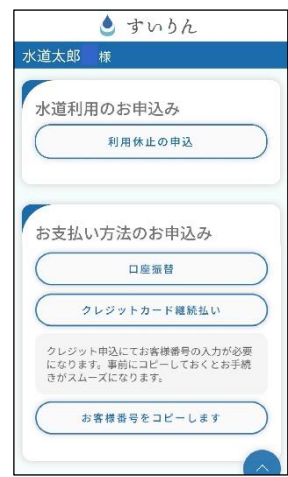 すいりん
水道太郎 様
水道利用のお申込み
利用休止の申込
お支払い方法のお申込み
口座振替
クレジットカード継続払い
クレジット申込にてお客様番号の入力が必要
になります。事前にコピーしておくとお手続
きがスムーズになります。
お客様番号をコピーします